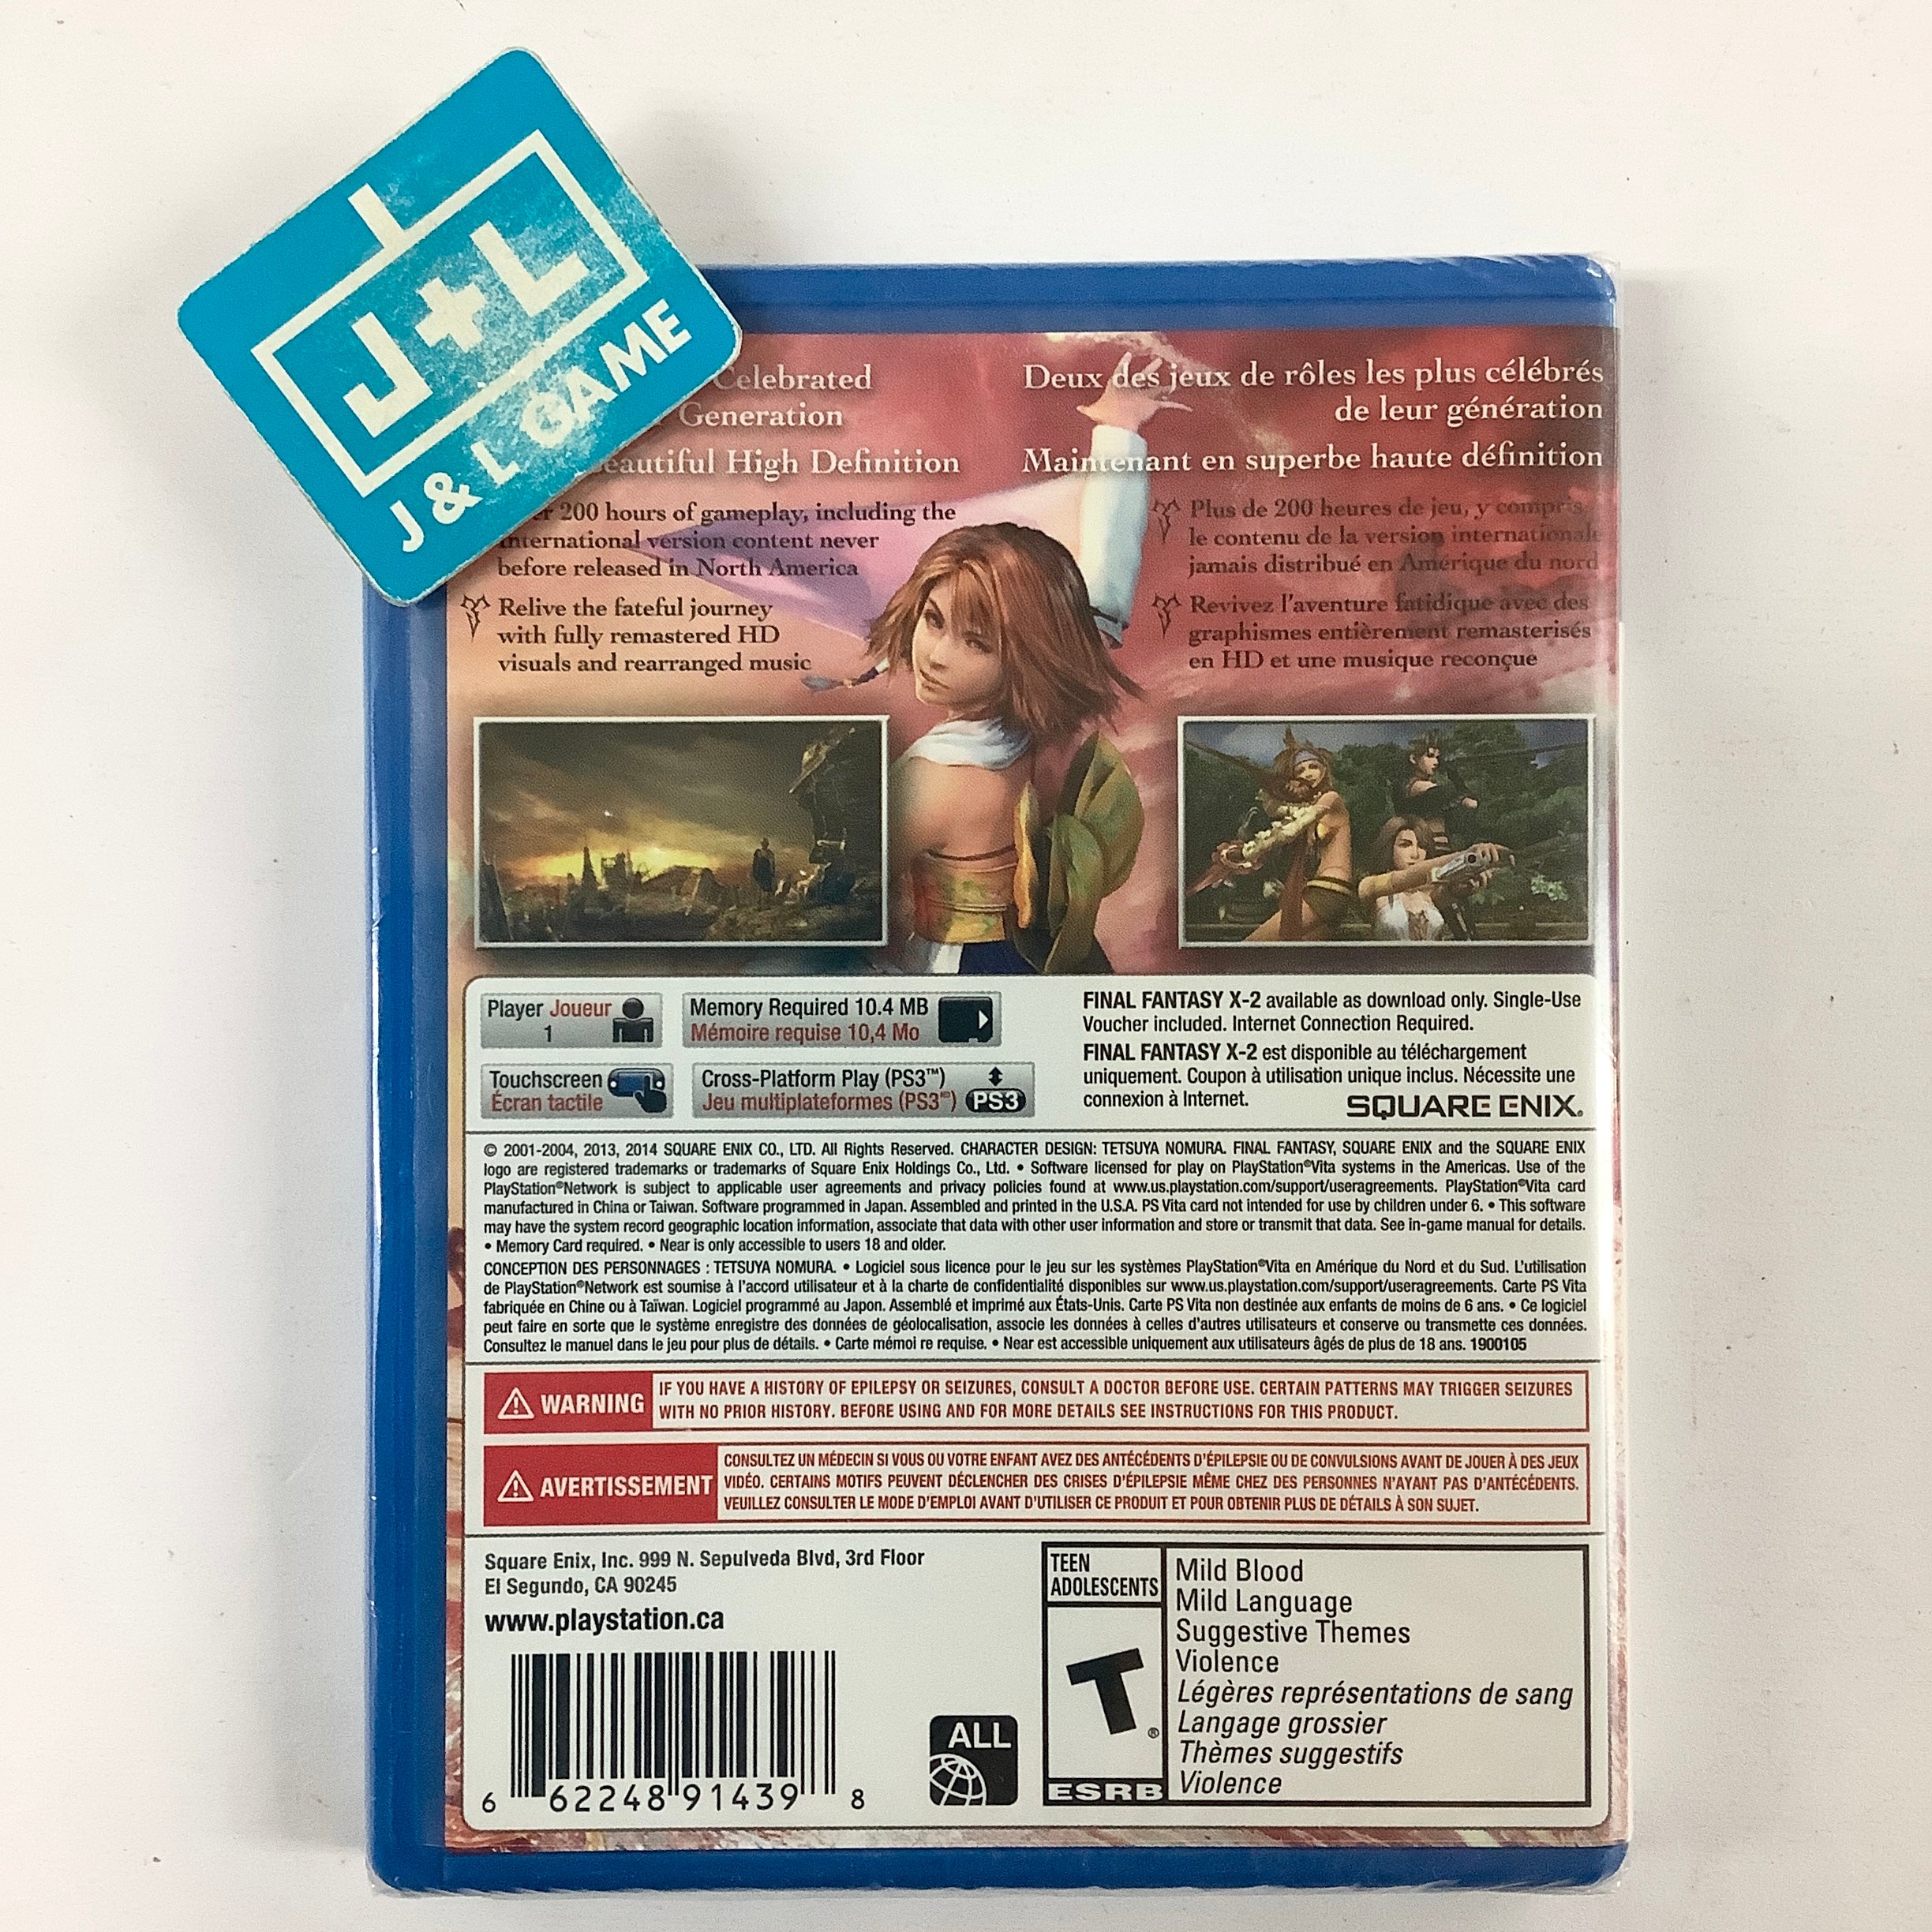 J+L
J & L GAME
Celebrated
Generation
Beautiful High Definition
200 hours of gameplay, including the
international version content never
before released in North America
Relive the fateful journey
with fully remastered HD
visuals and rearranged music
Deux des jeux de rôles les plus célébrés
de leur génération
Maintenant en superbe haute définition
Plus de 200 heures de jeu, y compris
le contenu de la version internationale
jamais distribué en Amérique du nord
Revivez l'aventure fatidique avec des
graphismes entièrement remasterisés
en HD et une musique reconçue
Player Joueur
1
Memory Required 10.4 MB
Mémoire requise 10,4 Mo
Touchscreen
Écran tactile
Cross-Platform Play (PS3™)
Jeu multiplateformes (PS3MD)
PS3
FINAL FANTASY X-2 available as download only. Single-Use
Voucher included. Internet Connection Required.
FINAL FANTASY X-2 est disponible au téléchargement
uniquement. Coupon à utilisation unique inclus. Nécessite une
connexion à Internet.
SQUARE ENIX®
© 2001-2004, 2013, 2014 SQUARE ENIX CO., LTD. All Rights Reserved. CHARACTER DESIGN: TETSUYA NOMURA. FINAL FANTASY, SQUARE ENIX and the SQUARE ENIX
logo are registered trademarks or trademarks of Square Enix Holdings Co., Ltd. • Software licensed for play on PlayStation®Vita systems in the Americas. Use of the
PlayStation®Network is subject to applicable user agreements and privacy policies found at www.us.playstation.com/support/useragreements. PlayStation®Vita card
manufactured in China or Taiwan. Software programmed in Japan. Assembled and printed in the U.S.A. PS Vita card not intended for use by children under 6. • This software
may have the system record geographic location information, associate that data with other user information and store or transmit that data. See in-game manual for details.
• Memory Card required. • Near is only accessible to users 18 and older.
CONCEPTION DES PERSONNAGES : TETSUYA NOMURA. • Logiciel sous licence pour le jeu sur les systèmes PlayStation®Vita en Amérique du Nord et du Sud. L'utilisation
de PlayStation®Network est soumise à l'accord utilisateur et à la charte de confidentialité disponibles sur www.us.playstation.com/support/useragreements. Carte PS Vita
fabriquée en Chine ou à Taïwan. Logiciel programmé au Japon. Assemblé et imprimé aux États-Unis. Carte PS Vita non destinée aux enfants de moins de 6 ans. • Ce logiciel
peut faire en sorte que le système enregistre des données de géolocalisation, associe les données à celles d'autres utilisateurs et conserve ou transmette ces données.
Consultez le manuel dans le jeu pour plus de détails. • Carte mémoi re requise. • Near est accessible uniquement aux utilisateurs âgés de plus de 18 ans. 1900105
WARNING
IF YOU HAVE A HISTORY OF EPILEPSY OR SEIZURES, CONSULT A DOCTOR BEFORE USE. CERTAIN PATTERNS MAY TRIGGER SEIZURES
WITH NO PRIOR HISTORY. BEFORE USING AND FOR MORE DETAILS SEE INSTRUCTIONS FOR THIS PRODUCT.
AVERTISSEMENT
CONSULTEZ UN MÉDECIN SI VOUS OU VOTRE ENFANT AVEZ DES ANTÉCÉDENTS D'ÉPILEPSIE OU DE CONVULSIONS AVANT DE JOUER À DES JEUX
VIDÉO. CERTAINS MOTIFS PEUVENT DÉCLENCHER DES CRISES D'ÉPILEPSIE MÊME CHEZ DES PERSONNES N'AYANT PAS D'ANTÉCÉDENTS.
VEUILLEZ CONSULTER LE MODE D'EMPLOI AVANT D'UTILISER CE PRODUIT ET POUR OBTENIR PLUS DE DÉTAILS À SON SUJET.
Square Enix, Inc. 999 N. Sepulveda Blvd, 3rd Floor
El Segundo, CA 90245
www.playstation.ca
6 62248 91439 8
ALL
TEEN
ADOLESCENTS
T®
ESRB
Mild Blood
Mild Language
Suggestive Themes
Violence
Légères représentations de sang
Langage grossier
Thèmes suggestifs
Violence